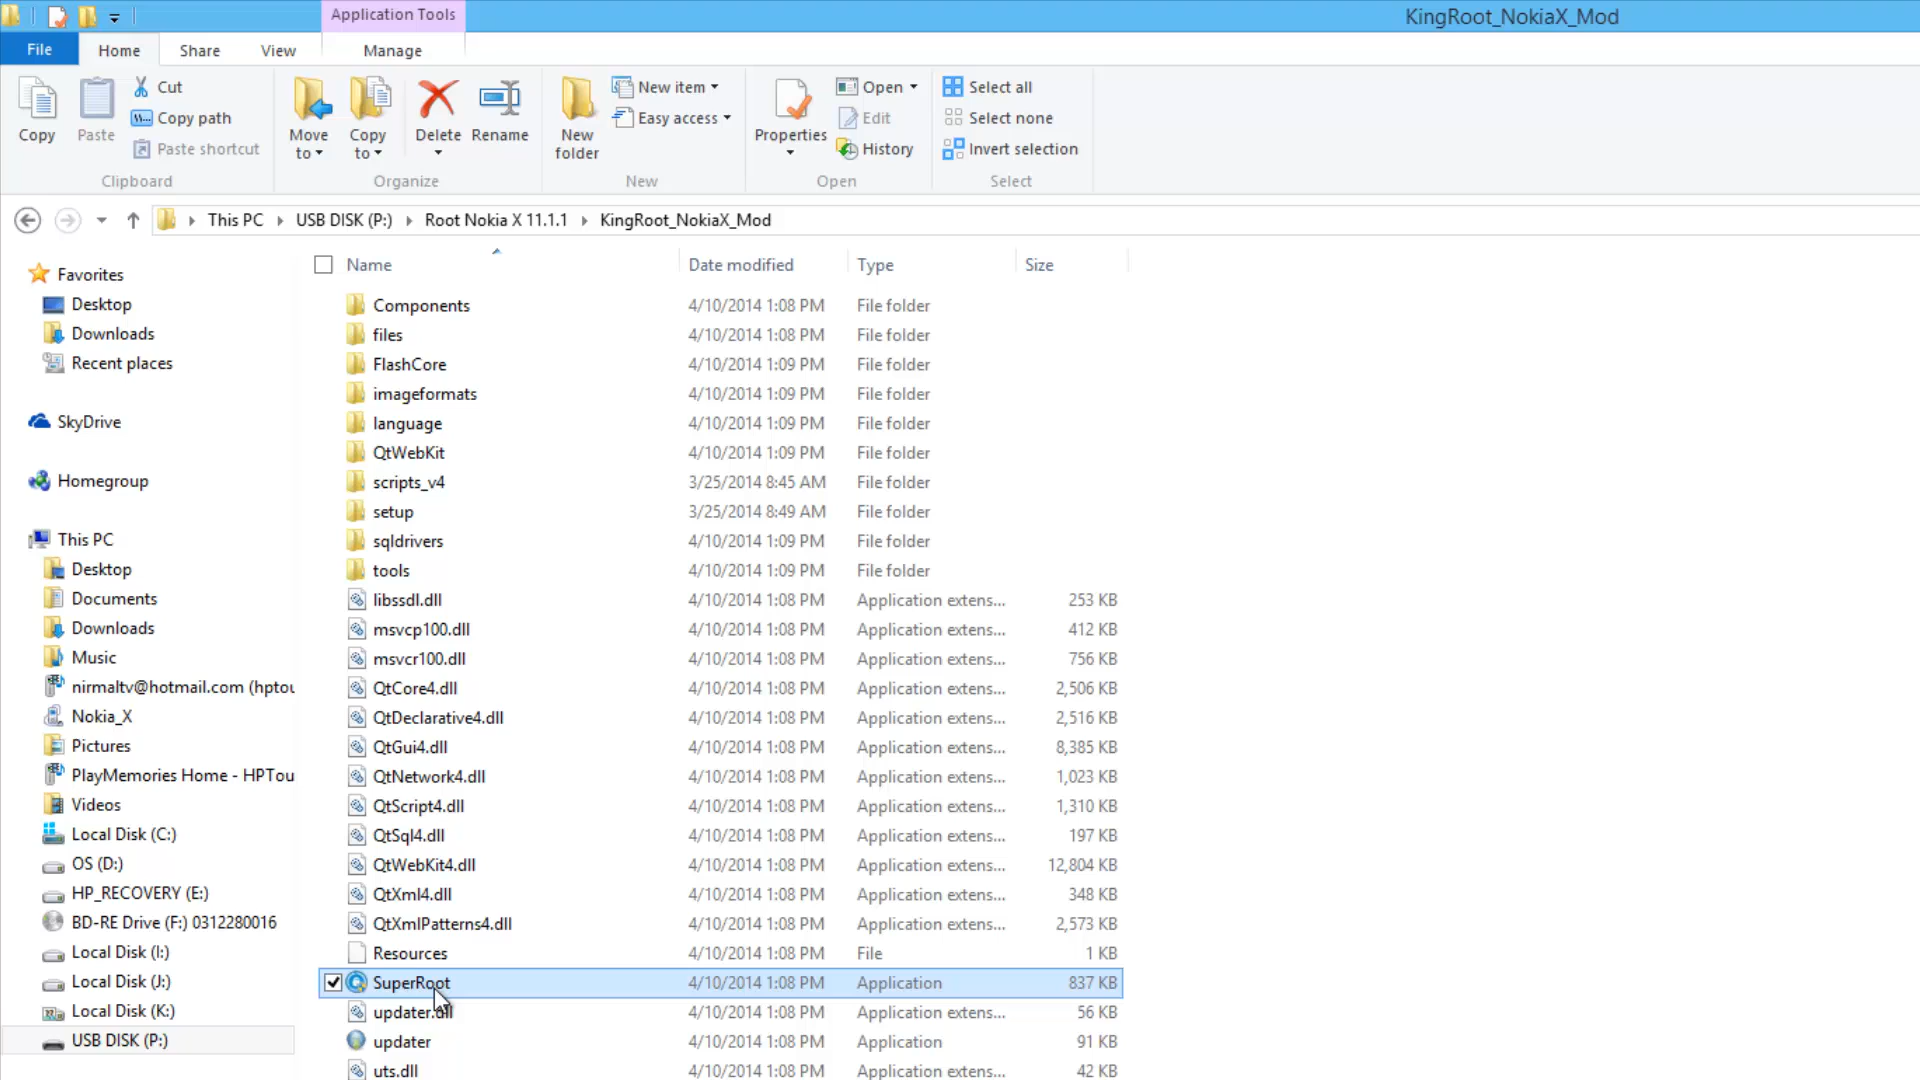 Application Tools
KingRoot_NokiaX_Mod
File Home Share View Manage
Copy
Paste
Cut
Copy path
Paste shortcut
Clipboard
Move to
Copy to
Delete
Rename
Organize
New folder
New item
Easy access
New
Properties
Open
Edit
History
Open
Select all
Select none
Invert selection
Select
This PC USB DISK (P:) Root Nokia X 11.1.1 KingRoot_NokiaX_Mod
Favorites
Desktop
Downloads
Recent places
SkyDrive
Homegroup
This PC
Desktop
Documents
Downloads
Music
nirmaltv@hotmail.com (hptou
Nokia_X
Pictures
PlayMemories Home - HPTou
Videos
Local Disk (C:)
OS (D:)
HP_RECOVERY (E:)
BD-RE Drive (F:) 0312280016
Local Disk (I:)
Local Disk (J:)
Local Disk (K:)
USB DISK (P:)
Name Date modified Type Size
Components 4/10/2014 1:08 PM File folder
files 4/10/2014 1:08 PM File folder
FlashCore 4/10/2014 1:09 PM File folder
imageformats 4/10/2014 1:09 PM File folder
language 4/10/2014 1:09 PM File folder
QtWebKit 4/10/2014 1:09 PM File folder
scripts_v4 3/25/2014 8:45 AM File folder
setup 3/25/2014 8:49 AM File folder
sqldrivers 4/10/2014 1:09 PM File folder
tools 4/10/2014 1:09 PM File folder
libssdl.dll 4/10/2014 1:08 PM Application extens... 253 KB
msvcp100.dll 4/10/2014 1:08 PM Application extens... 412 KB
msvcr100.dll 4/10/2014 1:08 PM Application extens... 756 KB
QtCore4.dll 4/10/2014 1:08 PM Application extens... 2,506 KB
QtDeclarative4.dll 4/10/2014 1:08 PM Application extens... 2,516 KB
QtGui4.dll 4/10/2014 1:08 PM Application extens... 8,385 KB
QtNetwork4.dll 4/10/2014 1:08 PM Application extens... 1,023 KB
QtScript4.dll 4/10/2014 1:08 PM Application extens... 1,310 KB
QtSql4.dll 4/10/2014 1:08 PM Application extens... 197 KB
QtWebKit4.dll 4/10/2014 1:08 PM Application extens... 12,804 KB
QtXml4.dll 4/10/2014 1:08 PM Application extens... 348 KB
QtXmlPatterns4.dll 4/10/2014 1:08 PM Application extens... 2,573 KB
Resources 4/10/2014 1:08 PM File 1 KB
SuperRoot 4/10/2014 1:08 PM Application 837 KB
updater.dll 4/10/2014 1:08 PM Application extens... 56 KB
updater 4/10/2014 1:08 PM Application 91 KB
uts.dll 4/10/2014 1:08 PM Application extens... 42 KB